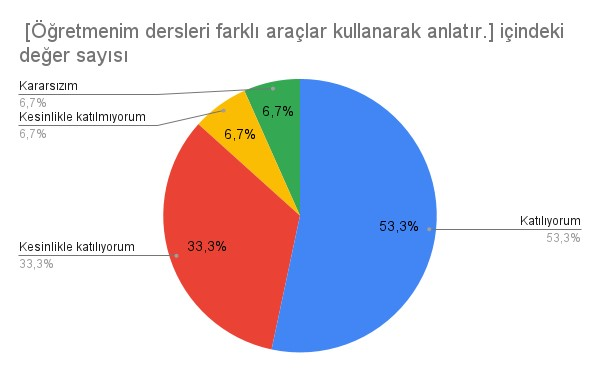 [Öğretmenim dersleri farklı araçlar kullanarak anlatır.] içindeki
değer sayısı
Kararsızım
6,7%
Kesinlikle katılmıyorum
6,7%
Kesinlikle katılıyorum
33,3%
6,7%
6,7%
33,3%
53,3%
Katılıyorum
53,3%